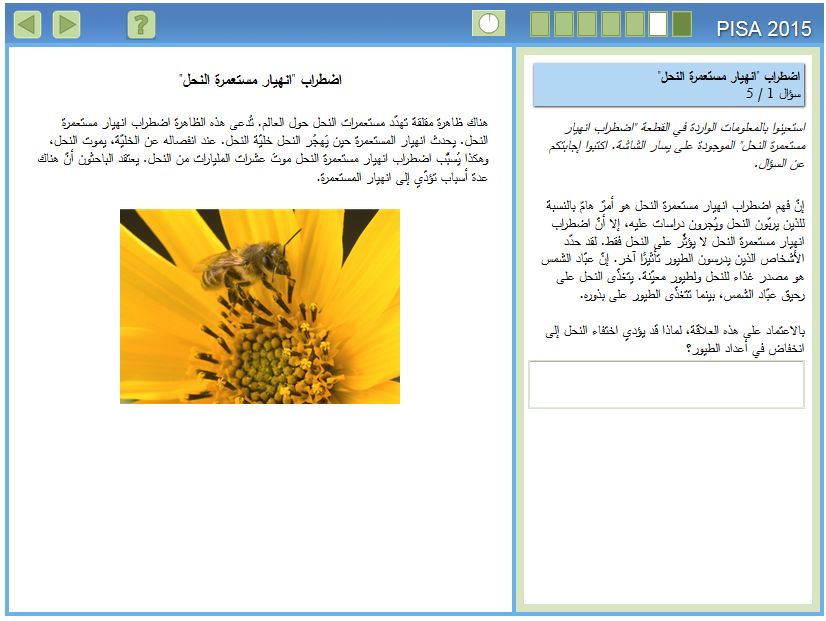 PISA 2015
اضطراب "انهيار مستعمرة النحل"
هناك ظاهرة مقلقة تهدّد مستعمرات النحل حول العالم. تُدعى هذه الظاهرة اضطراب انهيار مستعمرة
النحل. يحدث انهيار المستعمرة حين يَهجُر النحل خليّة النحل. عند انفصاله عن الخليّة، يموت النحل،
وهكذا يُسبِّب اضطراب انهيار مستعمرة النحل موتَ عشرات المليارات من النحل. يعتقد الباحثون أنّ هناك
عدة أسباب تؤدّي إلى انهيار المستعمرة.
اضطراب "انهيار مستعمرة النحل"
سؤال 1 / 5
استعينوا بالمعلومات الواردة في القطعة "اضطراب انهيار
مستعمرة النحل" الموجودة على يسار الشّاشة. اكتبوا إجابتكم
عن السؤال.
إنّ فهم اضطراب انهيار مستعمرة النحل هو أمرٌ هامّ بالنسبة
للذين يربّون النحل ويُجرون دراسات عليه، إلا أنّ اضطراب
انهيار مستعمرة النحل لا يؤثّر على النحل فقط. لقد حدّد
الأشخاص الذين يدرسون الطيور تأثيرًا آخر. إنّ عبّاد الشّمس
هو مصدر غذاء للنحل ولطيور معيّنة. يتغذّى النحل على
رحيق عبّاد الشّمس، بينما تتغذّى الطيور على بذوره.
بالاعتماد على هذه العلاقة، لماذا قد يؤدي اختفاء النحل إلى
انخفاض في أعداد الطيور؟